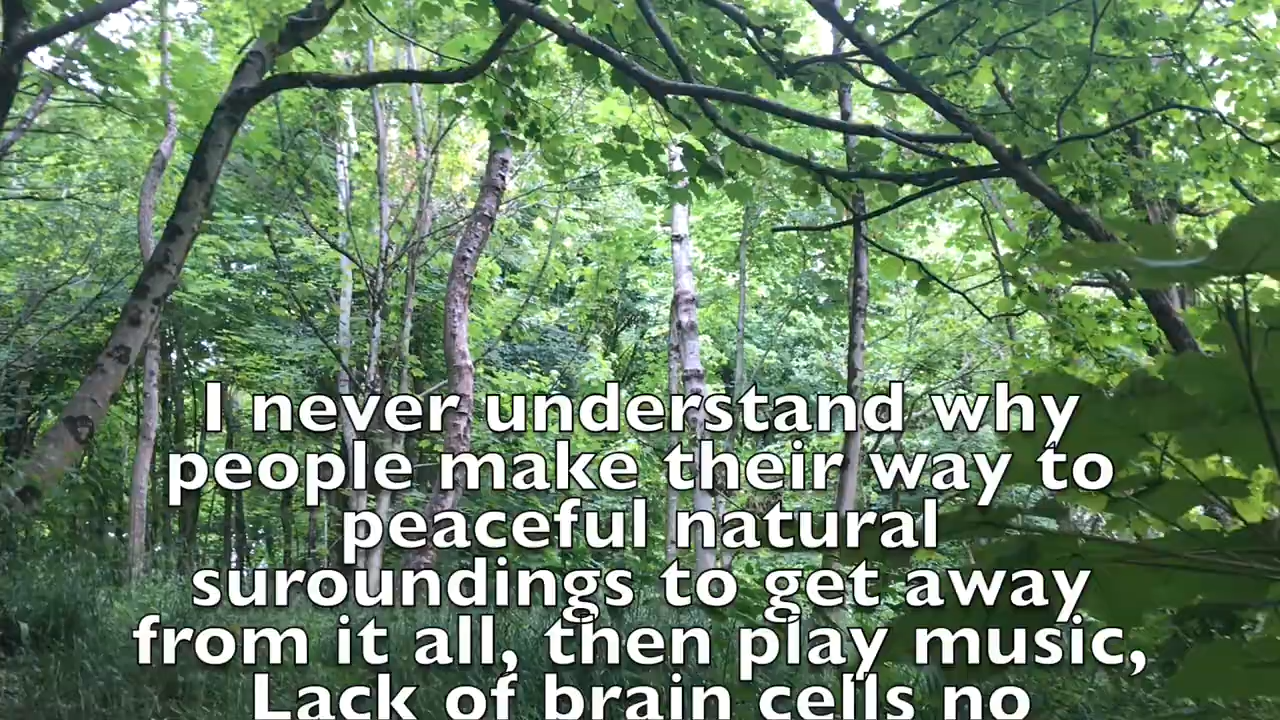 I never understand why
people make their way to
peaceful natural
suroundings to get away
from it all, then play music,
Lack of brain cells no